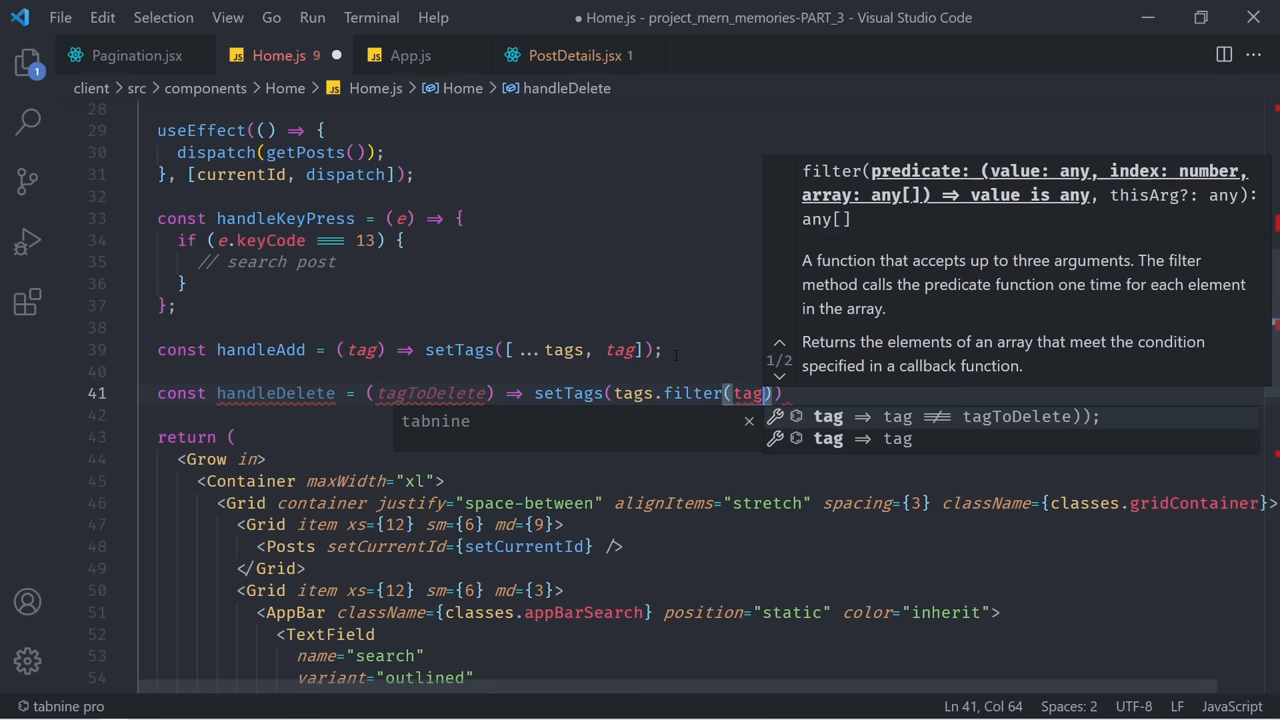 File Edit Selection View Go Run Terminal Help
● Home.js - project_mern_memories-PART_3 - Visual Studio Code
Pagination.jsx
JS Home.js 9 ●
JS App.js
PostDetails.jsx 1
client > src > components > Home > JS Home.js > Home > handleDelete
1
28
29 useEffect(() => {
30 dispatch(getPosts());
31 }, [currentId, dispatch]);
32
33 const handleKeyPress = (e) => {
34 if (e.keyCode === 13) {
35 // search post
36 }
37 };
38
39 const handleAdd = (tag) => setTags([...tags, tag]);
40
41 const handleDelete = (tagToDelete) => setTags(tags.filter(tag))
42
43 return (
44 <Grow in>
45 <Container maxWidth="xl">
46 <Grid container justify="space-between" alignItems="stretch" spacing={3} className={classes.gridContainer}>
47 <Grid item xs={12} sm={6} md={9}>
48 <Posts setCurrentId={setCurrentId} />
49 </Grid>
50 <Grid item xs={12} sm={6} md={3}>
51 <AppBar className={classes.appBarSearch} position="static" color="inherit">
52 <TextField
53 name="search"
54 variant="outlined"
filter(predicate: (value: any, index: number,
array: any[]) => value is any, thisArg?: any):
any[]
A function that accepts up to three arguments. The filter
method calls the predicate function one time for each element
in the array.
Returns the elements of an array that meet the condition
specified in a callback function.
1/2
tabnine
tag => tag !== tagToDelete));
tag => tag
tabnine pro
Ln 41, Col 64 Spaces: 2 UTF-8 LF JavaScript